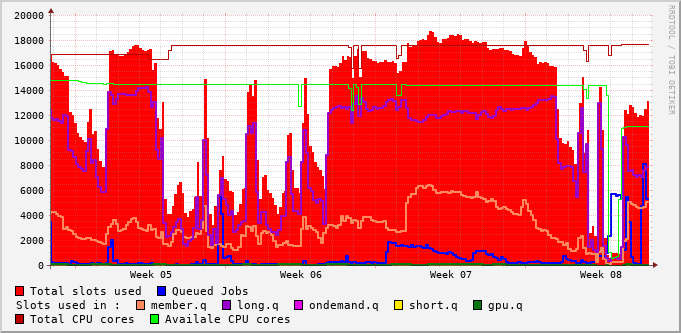 20000
18000
16000
14000
12000
10000
8000
6000
4000
2000
0
Week 05 Week 06 Week 07 Week 08
RRDTOOL / TOBI OETIKER
Total slots used Queued Jobs
Slots used in : member.q long.q ondemand.q short.q gpu.q
Total CPU cores Availale CPU cores